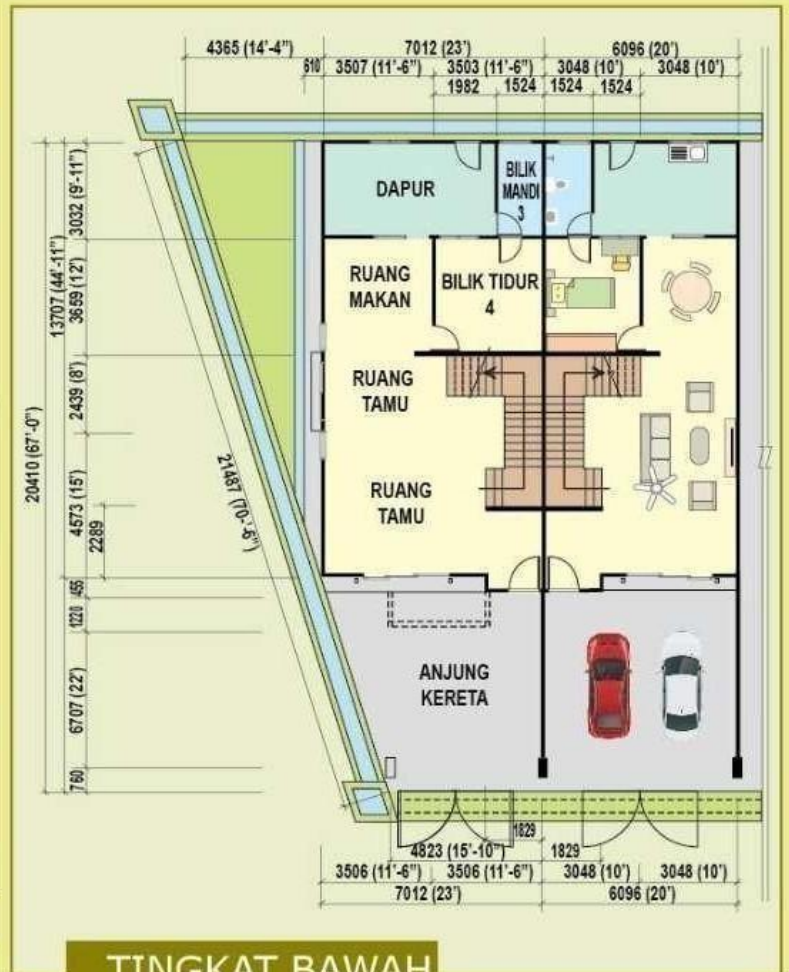 4365 (14'-4") 7012 (23') 6096 (20')
610 3507 (11'-6") 3503 (11'-6") 3048 (10') 3048 (10')
1982 1524 1524 1524
DAPUR
BILIK
MANDI
3
RUANG
MAKAN
BILIK TIDUR
4
RUANG
TAMU
RUANG
TAMU
ANJUNG
KERETA
20410 (67'-0")
13707 (44'-11")
3032 (9'-11")
3659 (12')
2439 (8')
4573 (15')
2289
455
1220
6707 (22')
760
21487 (70-'-6")
1829
4823 (15'-10") 1829
3506 (11'-6") 3506 (11'-6") 3048 (10') 3048 (10')
7012 (23') 6096 (20')
TINGKAT BAWAH